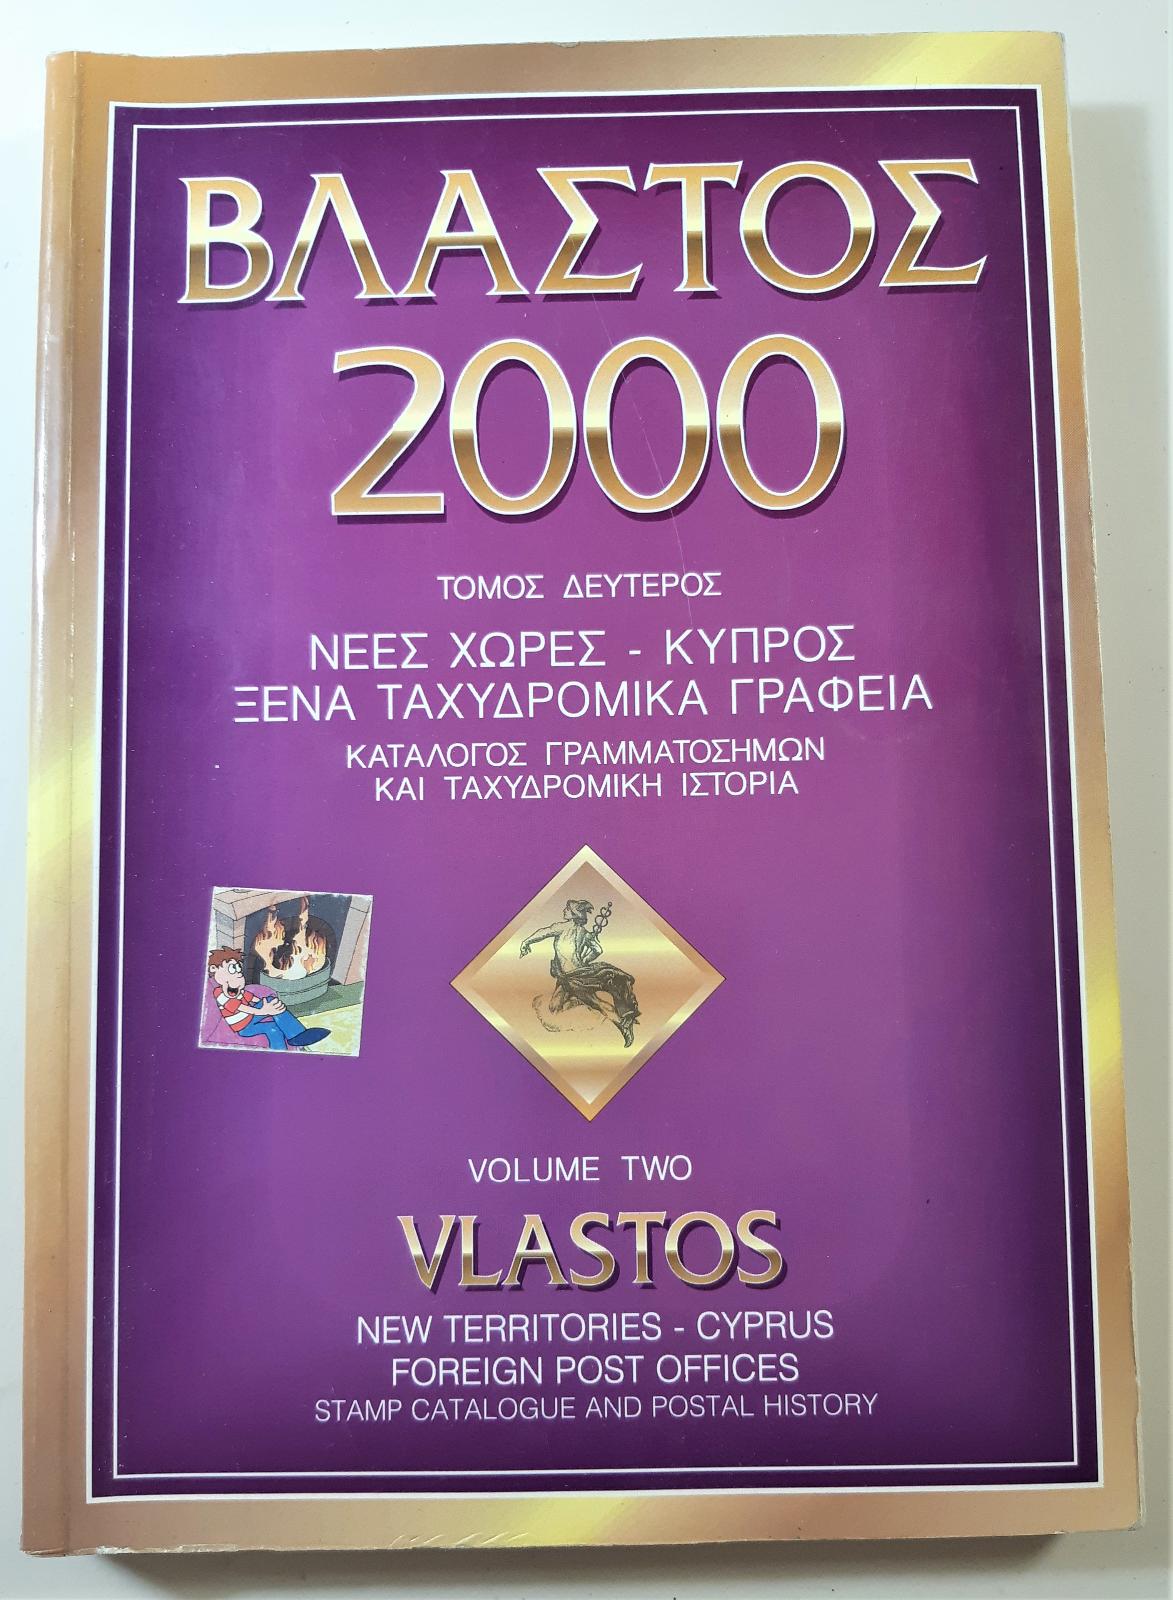 ΒΛΑΣΤΟΣ
2000
ΤΟΜΟΣ ΔΕΥΤΕΡΟΣ
ΝΕΕΣ ΧΩΡΕΣ - ΚΥΠΡΟΣ
ΞΕΝΑ ΤΑΧΥΔΡΟΜΙΚΑ ΓΡΑΦΕΙΑ
ΚΑΤΑΛΟΓΟΣ ΓΡΑΜΜΑΤΟΣΗΜΩΝ
ΚΑΙ ΤΑΧΥΔΡΟΜΙΚΗ ΙΣΤΟΡΙΑ
VOLUME TWO
VLASTOS
NEW TERRITORIES - CYPRUS
FOREIGN POST OFFICES
STAMP CATALOGUE AND POSTAL HISTORY